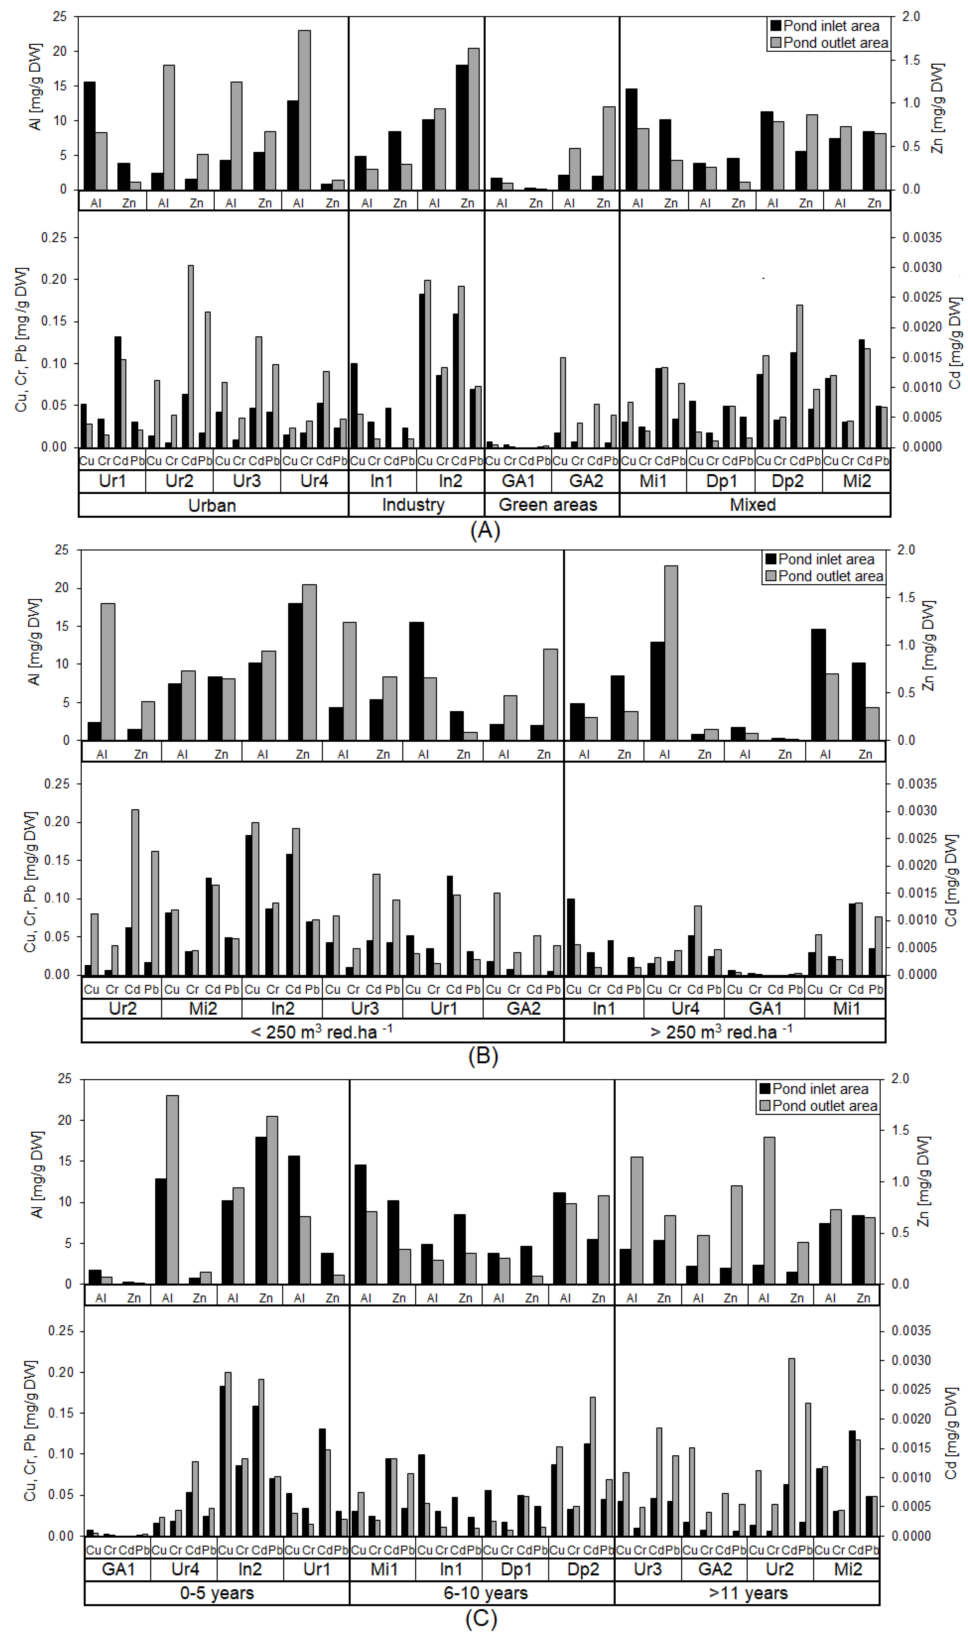 25
20
15
10
5
0
Al [mg/g DW]
Pond inlet area
Pond outlet area
2.0
1.5
1.0
0.5
0.0
Zn [mg/g DW]
Al Zn Al Zn Al Zn Al Zn Al Zn Al Zn Al Zn Al Zn Al Zn Al Zn Al Zn Al Zn
0.25
0.20
0.15
0.10
0.05
0.00
Cu, Cr, Pb [mg/g DW]
0.0035
0.0030
0.0025
0.0020
0.0015
0.0010
0.0005
0.0000
Cd [mg/g DW]
Cu Cr Cd Pb Cu Cr Cd Pb Cu Cr Cd Pb Cu Cr Cd Pb Cu Cr Cd Pb Cu Cr Cd Pb Cu Cr Cd Pb Cu Cr Cd Pb Cu Cr Cd Pb Cu Cr Cd Pb Cu Cr Cd Pb Cu Cr Cd Pb
Ur1 Ur2 Ur3 Ur4 In1 In2 GA1 GA2 Mi1 Dp1 Dp2 Mi2
Urban Industry Green areas Mixed
(A)
25
20
15
10
5
0
Al [mg/g DW]
Pond inlet area
Pond outlet area
2.0
1.5
1.0
0.5
0.0
Zn [mg/g DW]
Al Zn Al Zn Al Zn Al Zn Al Zn Al Zn Al Zn Al Zn Al Zn Al Zn
0.25
0.20
0.15
0.10
0.05
0.00
Cu, Cr, Pb [mg/g DW]
0.0035
0.0030
0.0025
0.0020
0.0015
0.0010
0.0005
0.0000
Cd [mg/g DW]
Cu Cr Cd Pb Cu Cr Cd Pb Cu Cr Cd Pb Cu Cr Cd Pb Cu Cr Cd Pb Cu Cr Cd Pb Cu Cr Cd Pb Cu Cr Cd Pb Cu Cr Cd Pb Cu Cr Cd Pb
Ur2 Mi2 In2 Ur3 Ur1 GA2 In1 Ur4 GA1 Mi1
< 250 m³ red.ha ⁻¹ > 250 m³ red.ha ⁻¹
(B)
25
20
15
10
5
0
Al [mg/g DW]
Pond inlet area
Pond outlet area
2.0
1.5
1.0
0.5
0.0
Zn [mg/g DW]
Al Zn Al Zn Al Zn Al Zn Al Zn Al Zn Al Zn Al Zn Al Zn Al Zn Al Zn Al Zn
0.25
0.20
0.15
0.10
0.05
0.00
Cu, Cr, Pb [mg/g DW]
0.0035
0.0030
0.0025
0.0020
0.0015
0.0010
0.0005
0.0000
Cd [mg/g DW]
Cu Cr Cd Pb Cu Cr Cd Pb Cu Cr Cd Pb Cu Cr Cd Pb Cu Cr Cd Pb Cu Cr Cd Pb Cu Cr Cd Pb Cu Cr Cd Pb Cu Cr Cd Pb Cu Cr Cd Pb Cu Cr Cd Pb Cu Cr Cd Pb
GA1 Ur4 In2 Ur1 Mi1 In1 Dp1 Dp2 Ur3 GA2 Ur2 Mi2
0-5 years 6-10 years >11 years
(C)